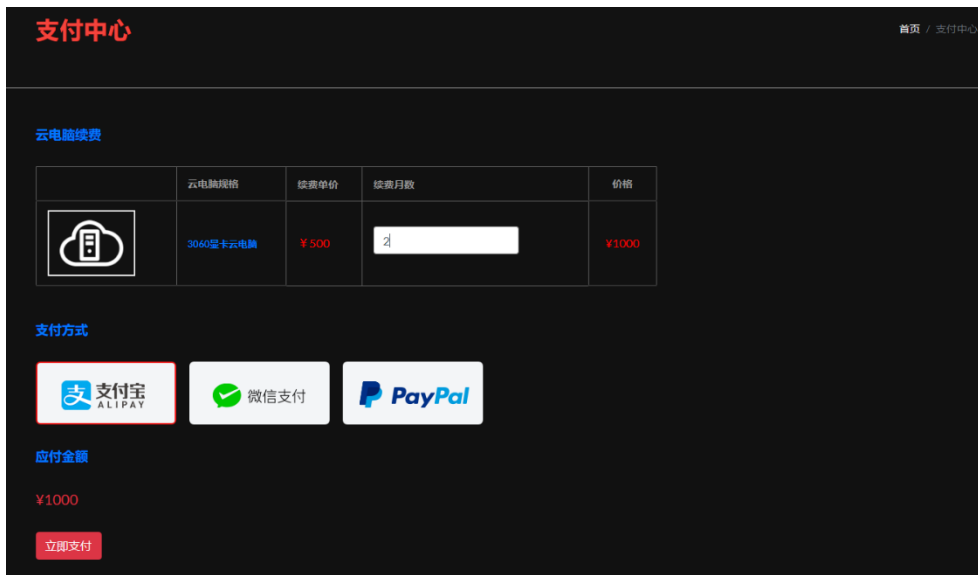 支付中心
首页 / 支付中心
云电脑续费
云电脑规格 续费单价 续费月数 价格
3060显卡云电脑 ￥500 2 ¥1000
支付方式
支付宝 ALIPAY 微信支付 PayPal
应付金额
¥1000
立即支付